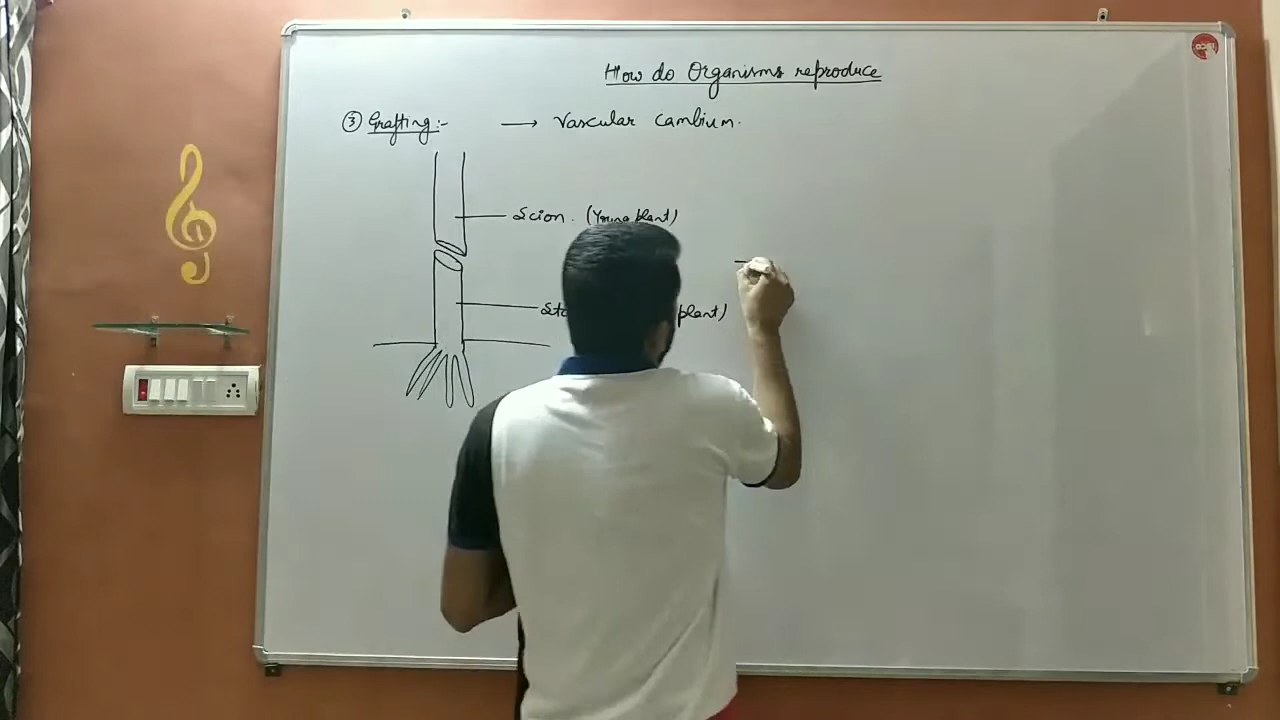 How do Organisms reproduce
③ Grafting:- → Vascular cambium.
Scion. (Young plant)
plant)